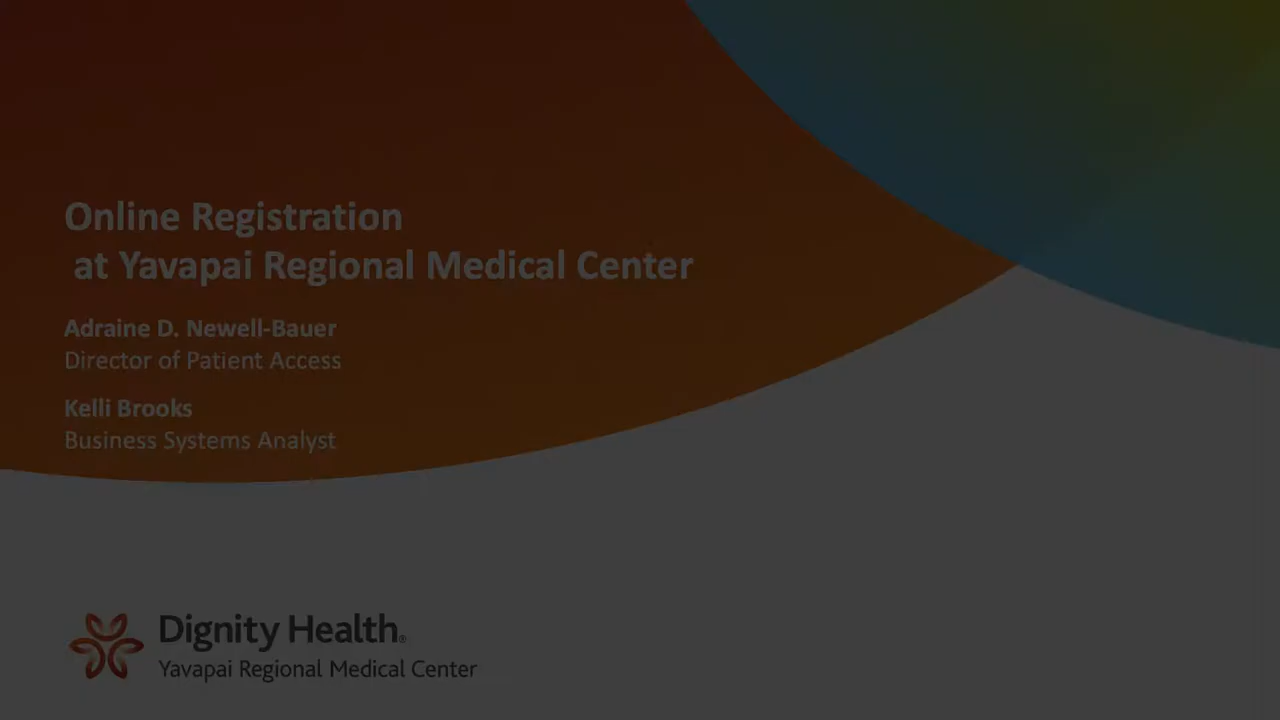 Online Registration
at Yavapai Regional Medical Center
Adraine D. Newell-Bauer
Director of Patient Access
Kelli Brooks
Business Systems Analyst
Dignity Health®
Yavapai Regional Medical Center